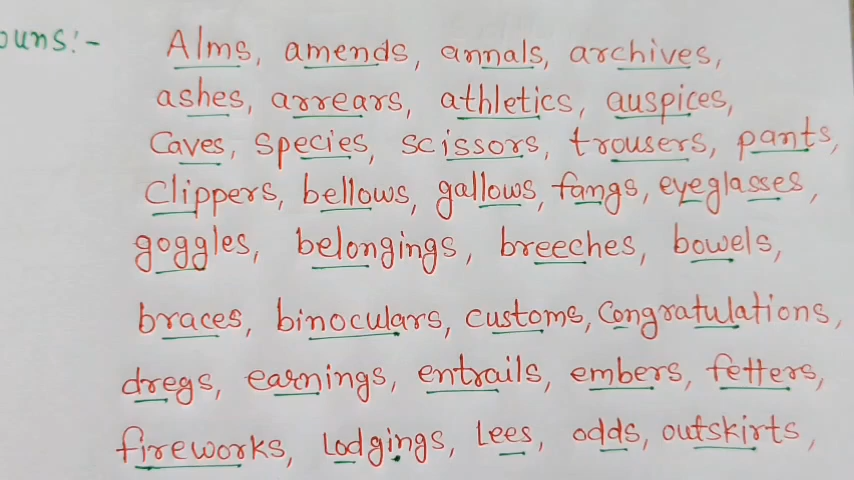 ouns:- Alms, amends, annals, archives,
ashes, arrears, athletics, auspices,
Caves, species, scissors, trousers, pants,
Clippers, bellows, gallows, fangs, eyeglasses,
goggles, belongings, breeches, bowels,
braces, binoculars, customs, Congratulations,
dregs, earnings, entrails, embers, fetters,
fireworks, Lodgings, Lees, odds, outskirts,